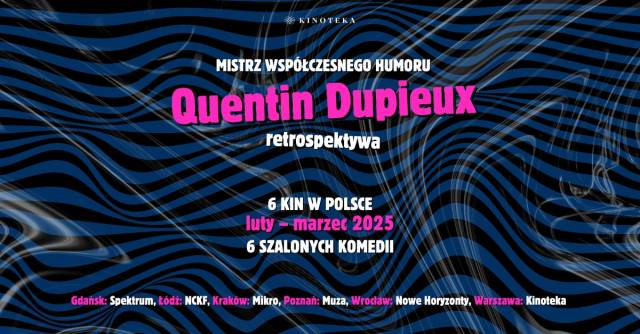 KINOTEKA
MISTRZ WSPÓŁCZESNEGO HUMORU
Quentin Dupieux
retrospektywa
6 KIN W POLSCE
luty – marzec 2025
6 SZALONYCH KOMEDII
Gdańsk: Spektrum, Łódź: NCKF, Kraków: Mikro, Poznań: Muza, Wrocław: Nowe Horyzonty, Warszawa: Kinoteka